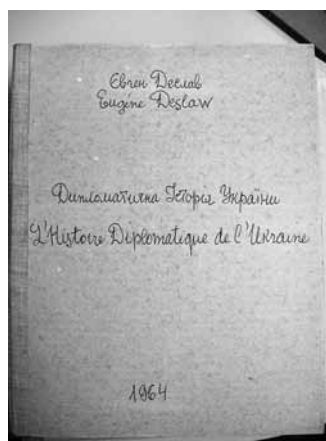 Євген Деслав
Eugène Deslaw
Дипломатична Історія України
L'Histoire Diplomatique de l'Ukraine
1964